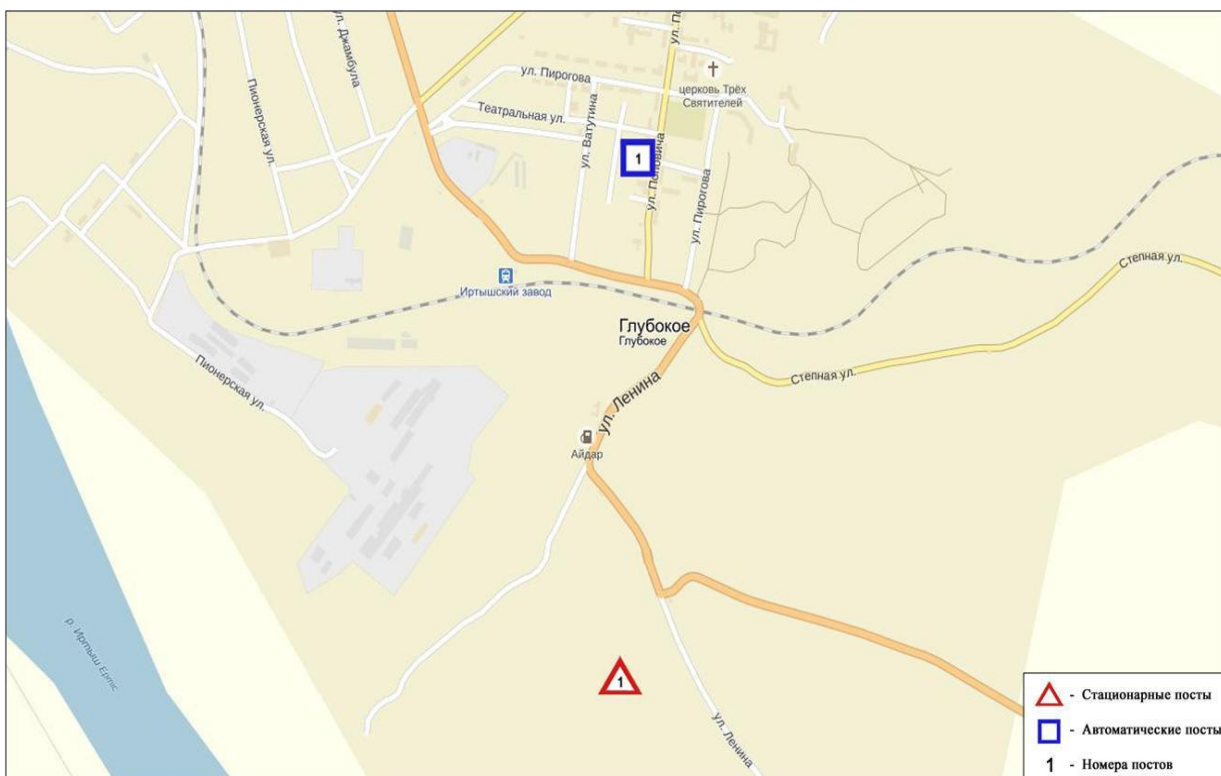 ул. Джамбула
ул. По
ул. Пирогова
церковь Трёх
Святителей
Пионерская ул.
Театральная ул.
ул. Ватутина
1
ул. Поповича
ул. Пирогова
Степная ул.
Иртышский завод
Глубокое
Глубокое
Степная ул.
Пионерская ул.
ул. Ленина
Айдар
р. Иртыш Ертіс
1
ул. Ленина
- Стационарные посты
- Автоматические посты
1 - Номера постов